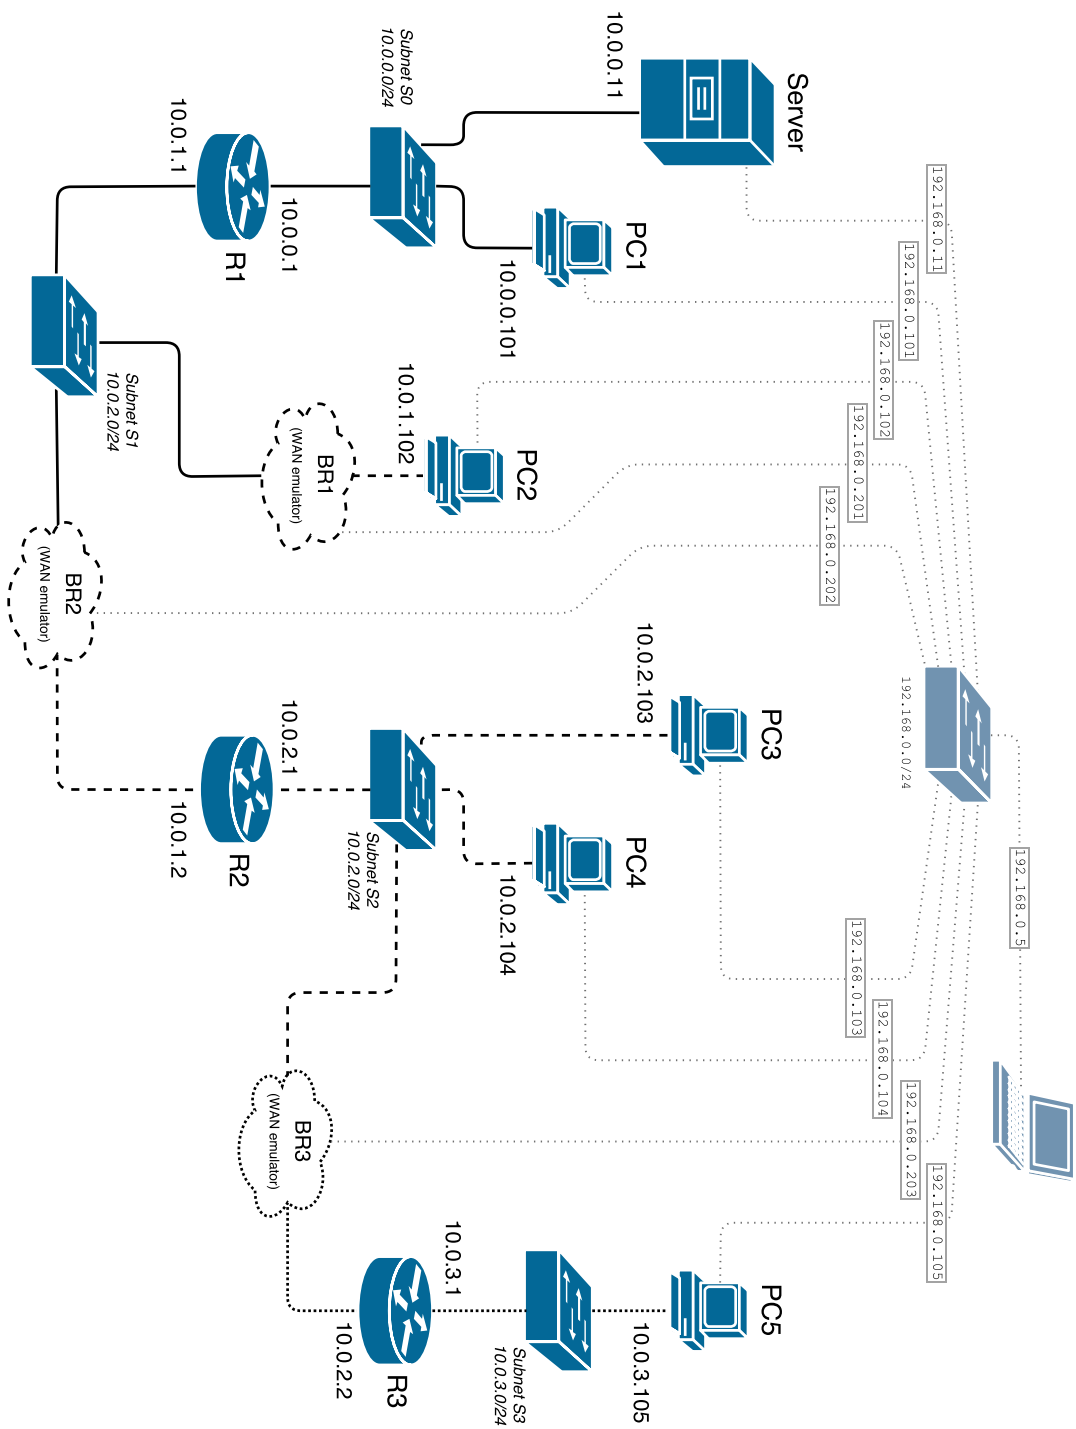 192.168.0.5
192.168.0.11
192.168.0.101
192.168.0.102
192.168.0.201
192.168.0.202
192.168.0.0/24
192.168.0.103
192.168.0.104
192.168.0.203
192.168.0.105
Server
10.0.0.11
PC1
10.0.0.101
Subnet S0
10.0.0.0/24
10.0.0.1
R1
10.0.1.1
PC2
10.0.1.102
BR1
(WAN emulator)
Subnet S1
10.0.2.0/24
BR2
(WAN emulator)
PC3
10.0.2.103
PC4
10.0.2.104
Subnet S2
10.0.2.0/24
10.0.2.1
R2
10.0.1.2
BR3
(WAN emulator)
PC5
10.0.3.105
Subnet S3
10.0.3.0/24
10.0.3.1
R3
10.0.2.2